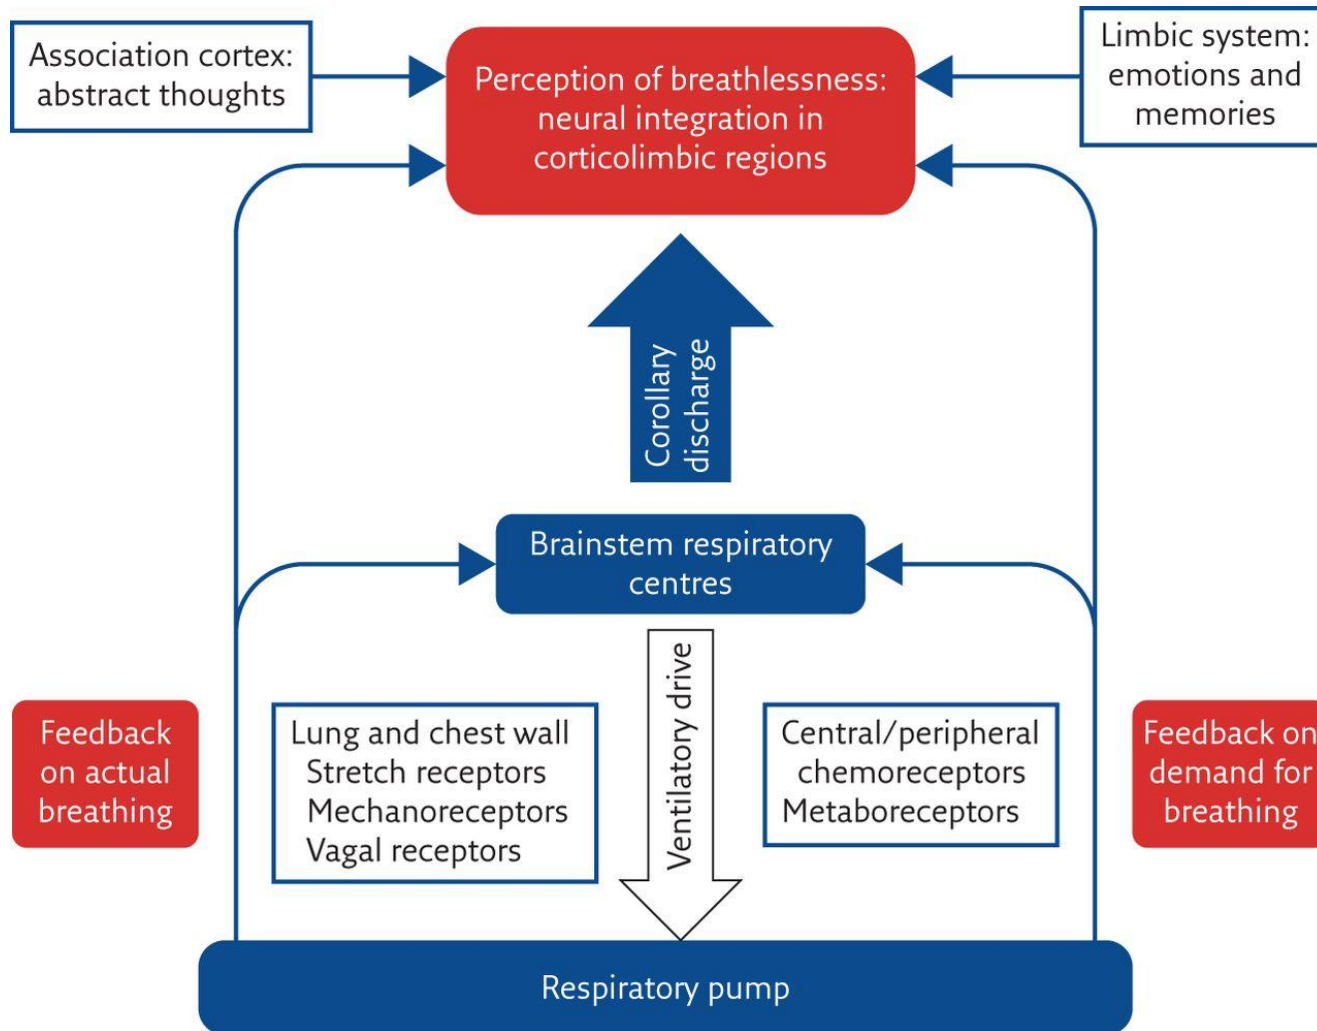 Association cortex:
abstract thoughts
Perception of breathlessness:
neural integration in
corticolimbic regions
Limbic system:
emotions and
memories
Corollary
discharge
Brainstem respiratory
centres
Feedback
on actual
breathing
Lung and chest wall
Stretch receptors
Mechanoreceptors
Vagal receptors
Ventilatory drive
Central/peripheral
chemoreceptors
Metaboreceptors
Feedback on
demand for
breathing
Respiratory pump